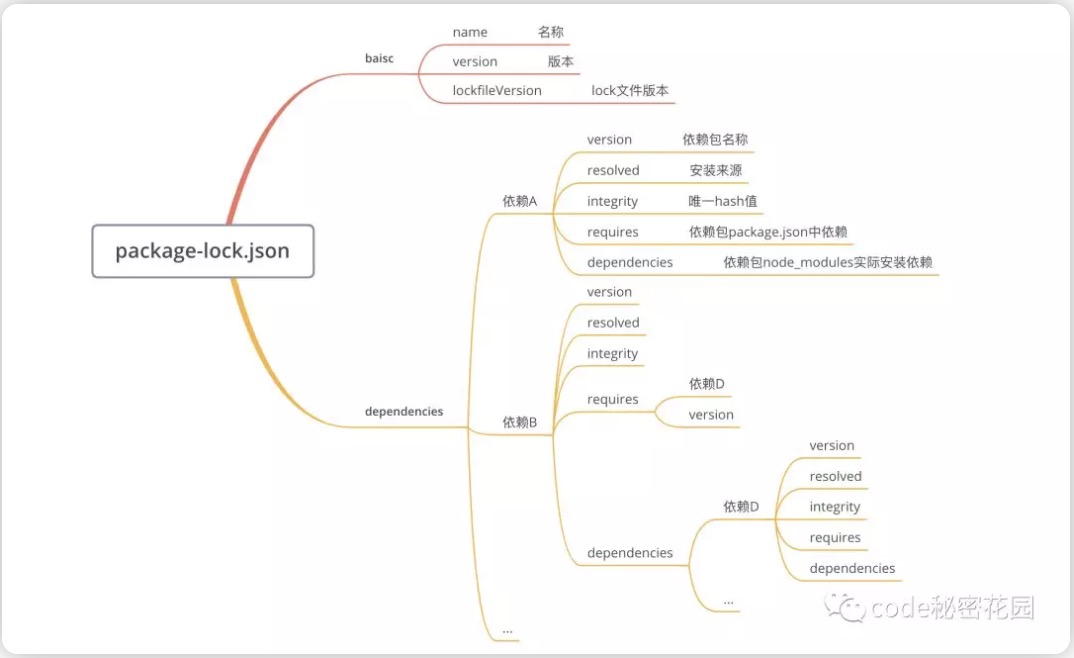 package-lock.json
baisc
name 名称
version 版本
lockfileVersion lock文件版本
dependencies
依赖A
version 依赖包名称
resolved 安装来源
integrity 唯一hash值
requires 依赖包package.json中依赖
dependencies 依赖包node_modules实际安装依赖
依赖B
version
resolved
integrity
requires
依赖D
version
dependencies
依赖D
version
resolved
integrity
requires
dependencies
...
...
code秘密花园